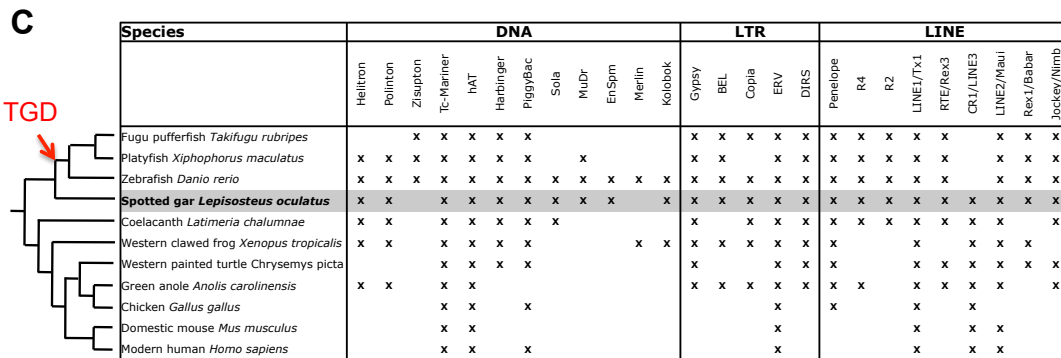 C
Species DNA LTR LINE
Helitron
Polinton
Zisupton
Tc-Mariner
hAT
Harbinger
PiggyBac
Sola
MuDr
EnSpm
Merlin
Kolobok
Gypsy
BEL
Copia
ERV
DIRS
Penelope
R4
R2
LINE1/Tx1
RTE/Rex3
CR1/LINE3
LINE2/Maui
Rex1/Babar
Jockey/Nimb
TGD
Fugu pufferfish Takifugu rubripes x x x x x x x x x x x x x x x x x x
Platyfish Xiphophorus maculatus x x x x x x x x x x x x x x x x x x x x
Zebrafish Danio rerio x x x x x x x x x x x x x x x x x x x x x x x x x x
Spotted gar Lepisosteus oculatus x x x x x x x x x x x x x x x x x x x x x x x x
Coelacanth Latimeria chalumnae x x x x x x x x x x x x x x x x x x x
Western clawed frog Xenopus tropicalis x x x x x x x x x x x x x x x x x x
Western painted turtle Chrysemys picta x x x x x x x x x x x x x x
Green anole Anolis carolinensis x x x x x x x x x x x x x x x x
Chicken Gallus gallus x x x x x x x
Domestic mouse Mus musculus x x x x x x
Modern human Homo sapiens x x x x x x x